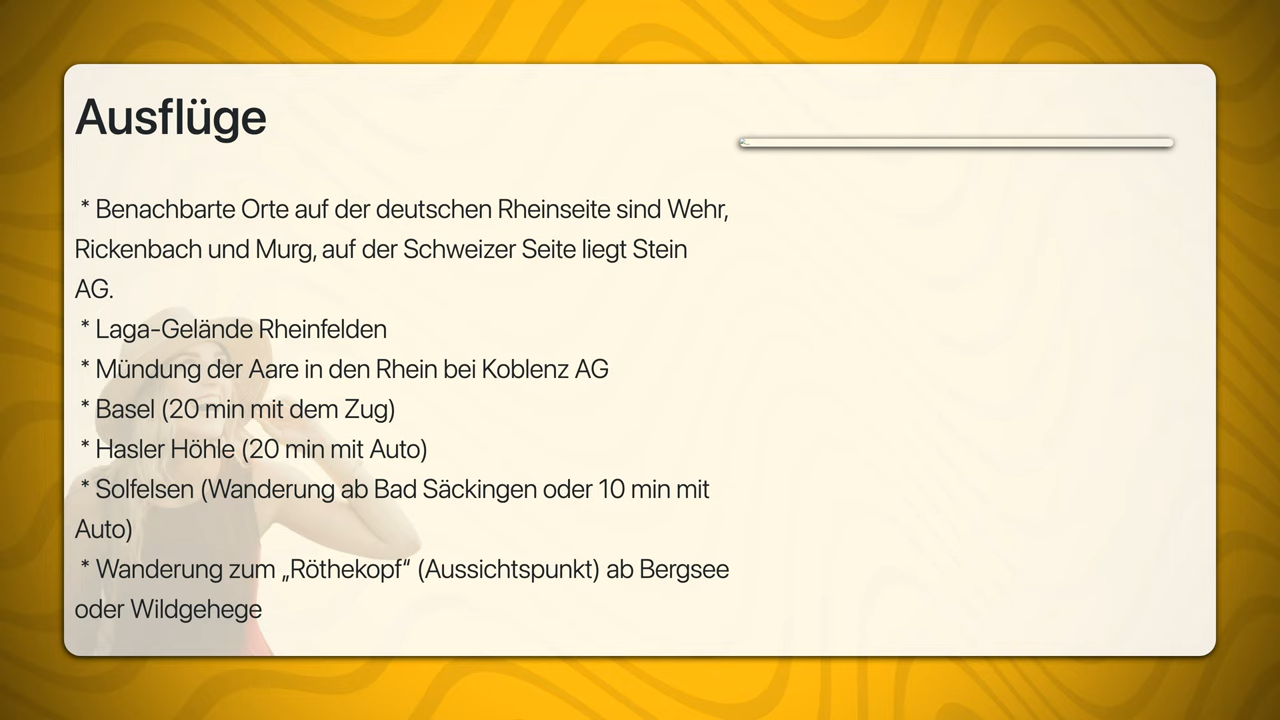 Ausflüge
* Benachbarte Orte auf der deutschen Rheinseite sind Wehr,
Rickenbach und Murg, auf der Schweizer Seite liegt Stein
AG.
* Laga-Gelände Rheinfelden
* Mündung der Aare in den Rhein bei Koblenz AG
* Basel (20 min mit dem Zug)
* Hasler Höhle (20 min mit Auto)
* Solfelsen (Wanderung ab Bad Säckingen oder 10 min mit
Auto)
* Wanderung zum „Röthekopf“ (Aussichtspunkt) ab Bergsee
oder Wildgehege